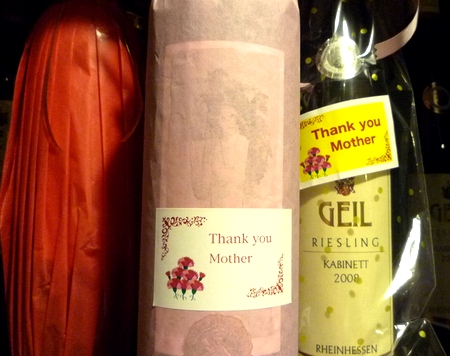 Thank you
Mother
Thank you
Mother
GEIL
RIESLING
KABINETT
2008
RHEINHESSEN